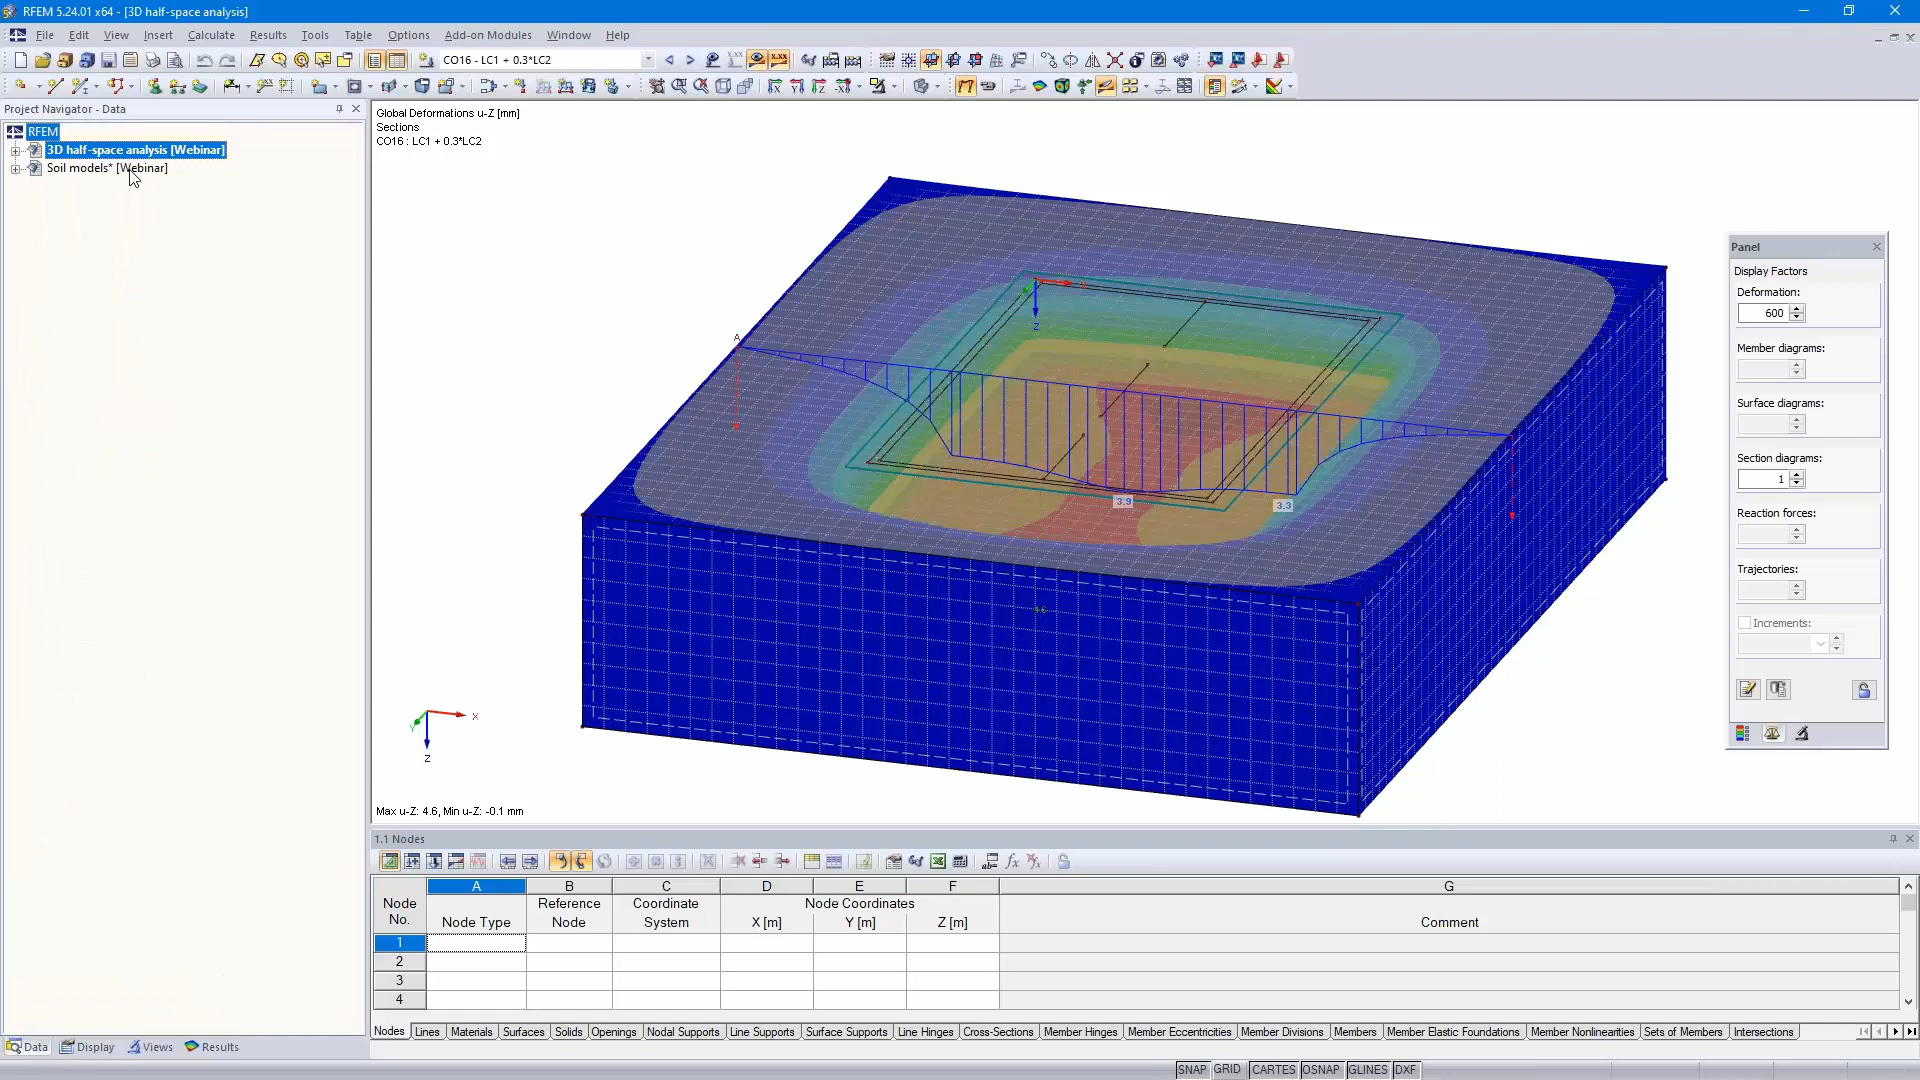 RFEM 5.24.01 x64 - [3D half-space analysis]
File Edit View Insert Calculate Results Tools Table Options Add-on Modules Window Help
CO16 - LC1 + 0.3*LC2
Project Navigator - Data
RFEM
3D half-space analysis [Webinar]
Soil models* [Webinar]
Data Display Views Results
Global Deformations u-Z [mm]
Sections
CO16 : LC1 + 0.3*LC2
A
Z
3.9
3.3
4.6
X
Y
Z
Max u-Z: 4.6, Min u-Z: -0.1 mm
Panel
Display Factors
Deformation:
600
Member diagrams:
Surface diagrams:
Section diagrams:
1
Reaction forces:
Trajectories:
Increments:
1.1 Nodes
A B C D E F G
Node No. Node Type Reference Node Coordinate System Node Coordinates X [m] Y [m] Z [m] Comment
1
2
3
4
Nodes Lines Materials Surfaces Solids Openings Nodal Supports Line Supports Surface Supports Line Hinges Cross-Sections Member Hinges Member Eccentricities Member Divisions Members Member Elastic Foundations Member Nonlinearities Sets of Members Intersections
SNAP GRID CARTES OSNAP GLINES DXF